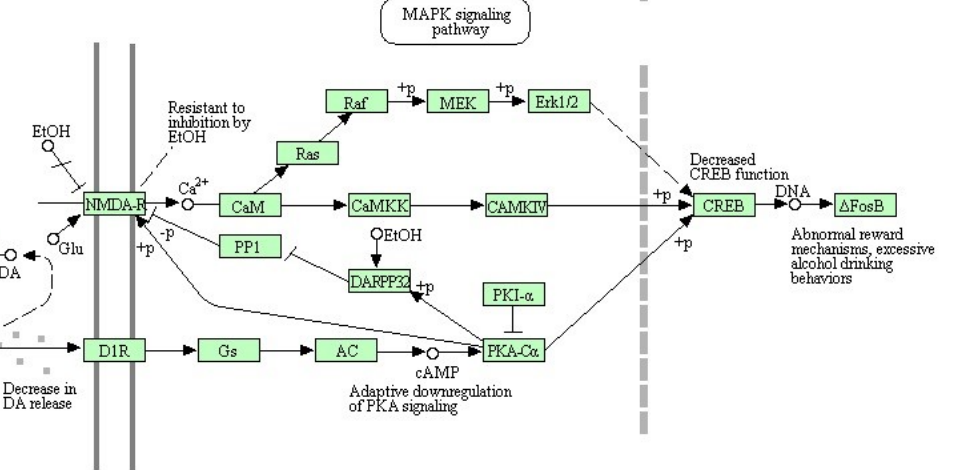 MAPK signaling
pathway
+p
+p
Raf
MEK
Erk1/2
Resistant to
inhibition by
EtOH
EtOH
Ras
Decreased
CREB function
Ca2+
+p
DNA
NMDA-R
CaM
CaMKK
CAMKIV
CREB
ΔFosB
-p
EtOH
Glu
+p
PP1
+p
Abnormal reward
mechanisms, excessive
alcohol drinking
behaviors
DA
DARPP32
+p
PKI-α
D1R
Gs
AC
PKA-Cα
cAMP
Decrease in
DA release
Adaptive downregulation
of PKA signaling